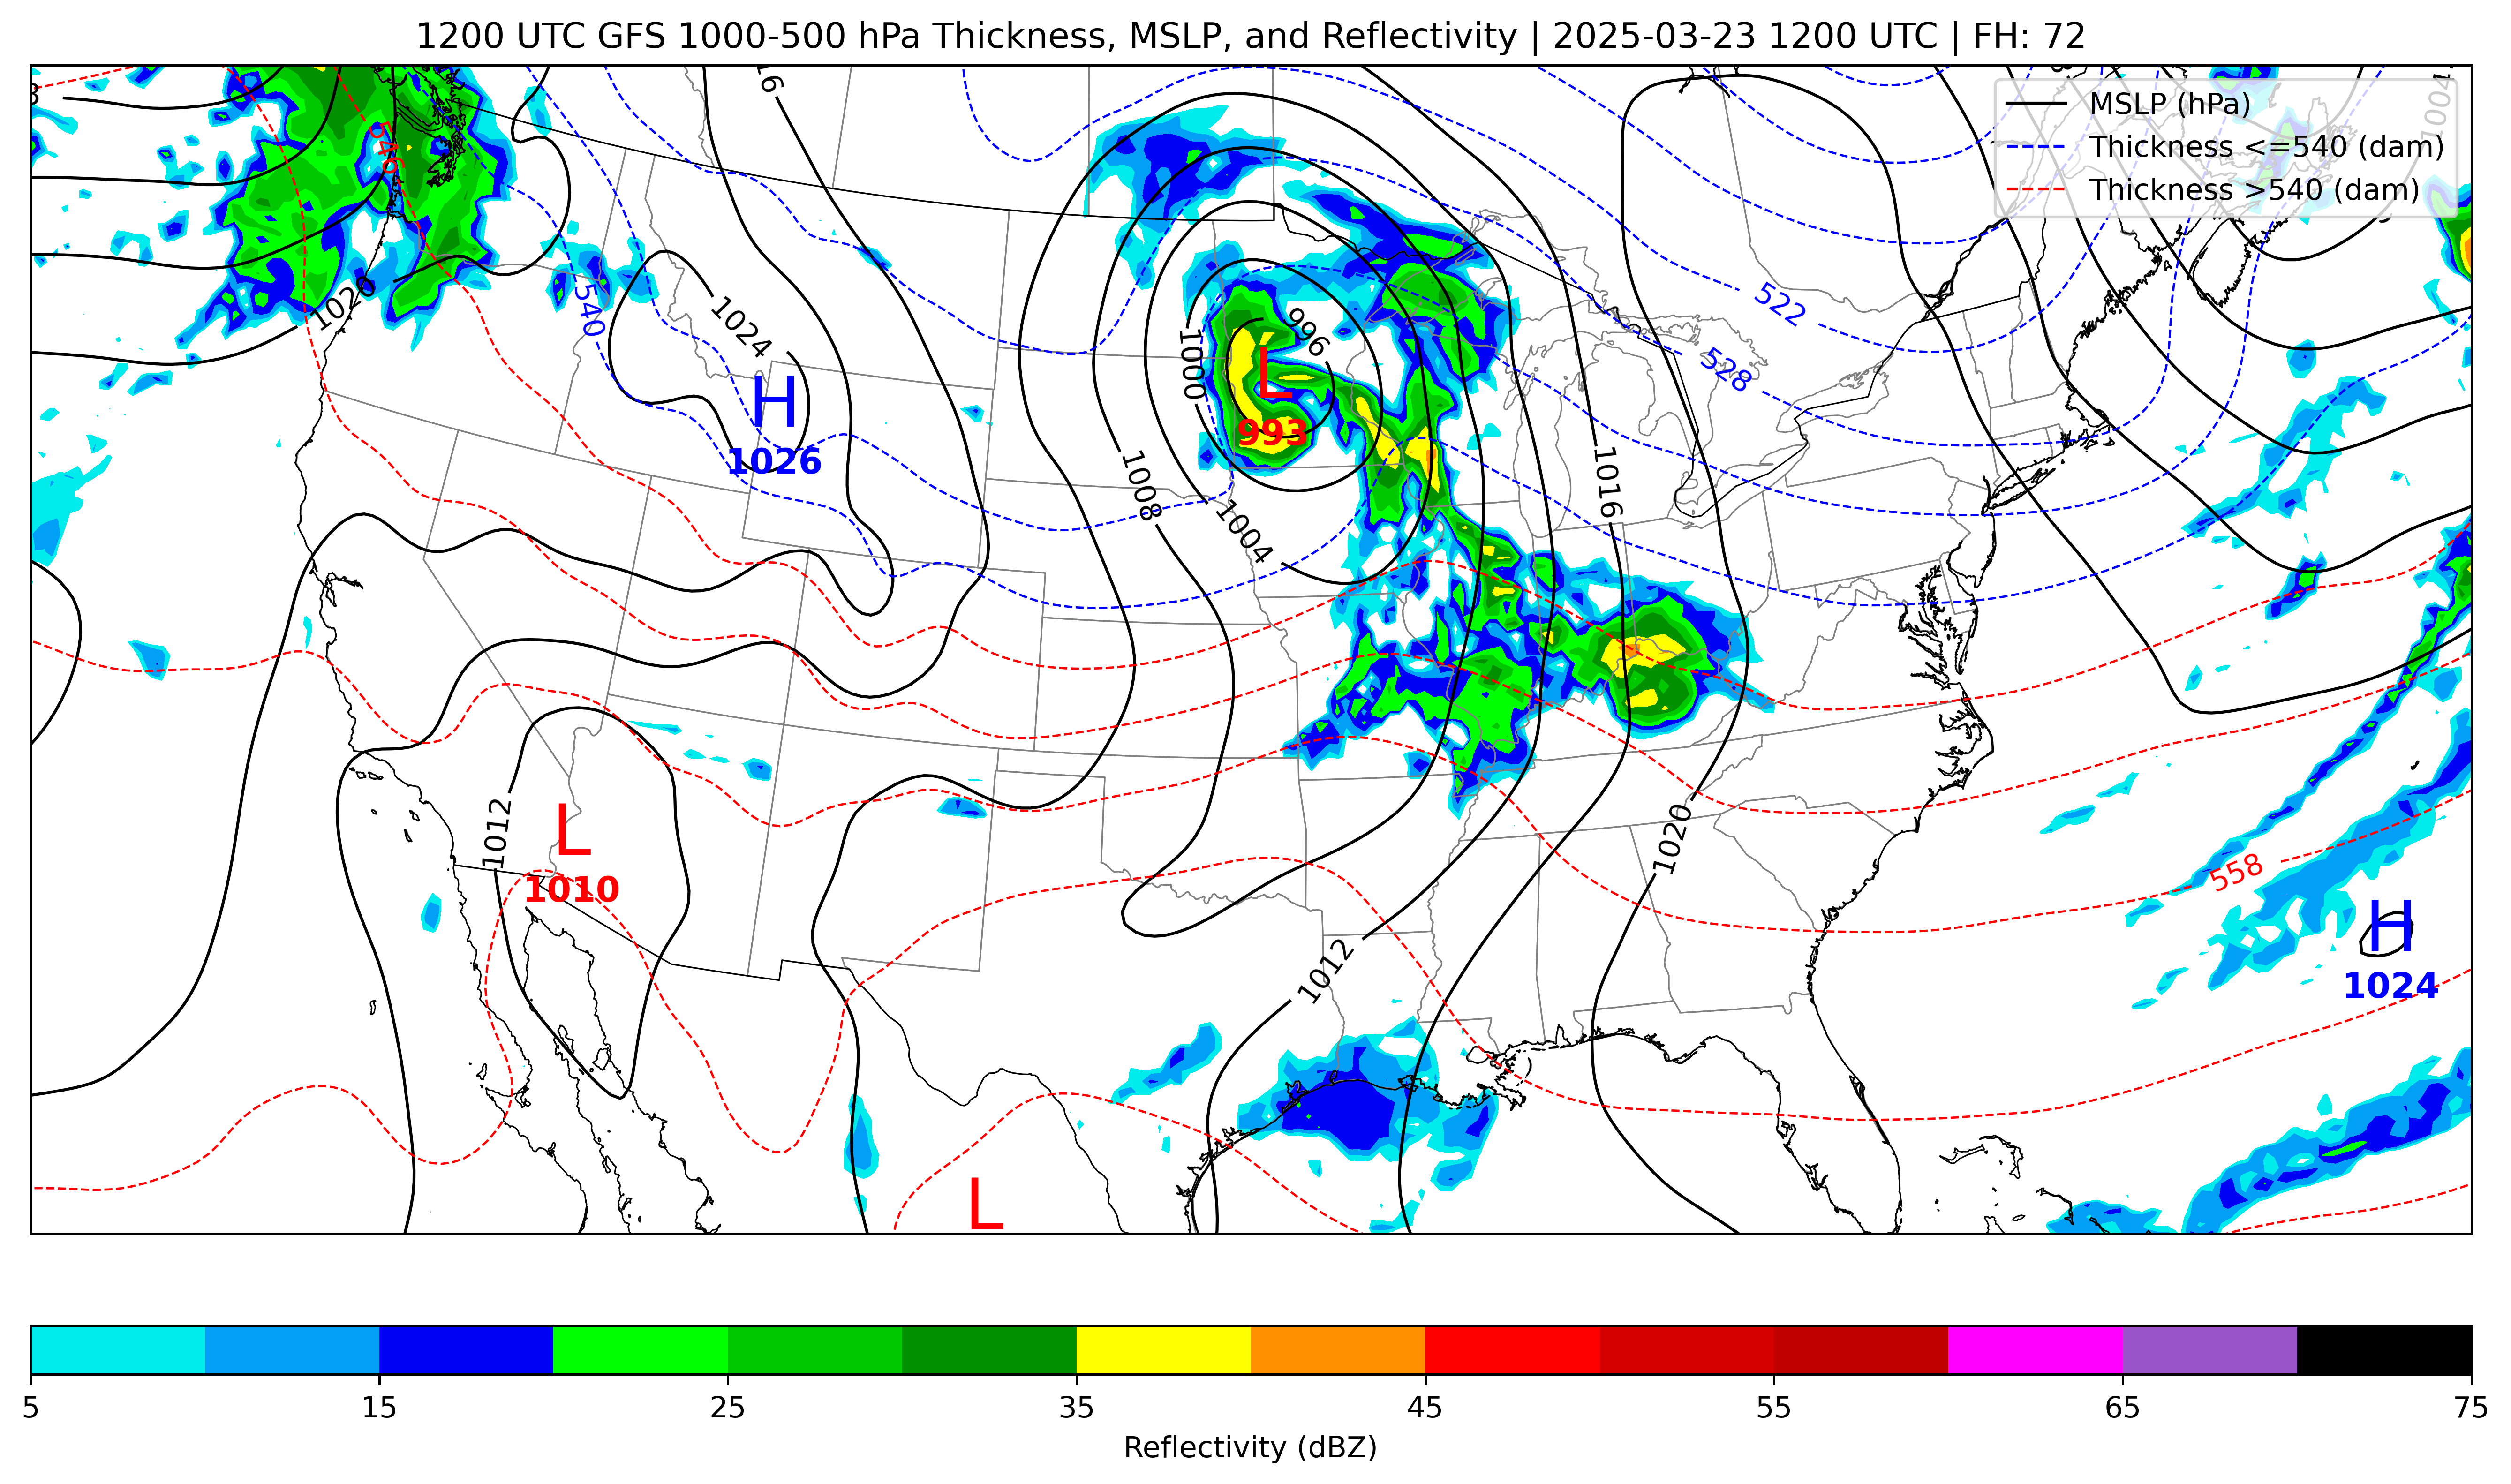 1200 UTC GFS 1000-500 hPa Thickness, MSLP, and Reflectivity | 2025-03-23 1200 UTC | FH: 72
MSLP (hPa)
Thickness <=540 (dam)
Thickness >540 (dam)
1004
546
522
1020
540
1024
996
1000
528
H
1026
L
993
1008
1016
1004
L
1010
1012
1020
558
H
1024
1012
L
5
15
25
35
45
55
65
75
Reflectivity (dBZ)